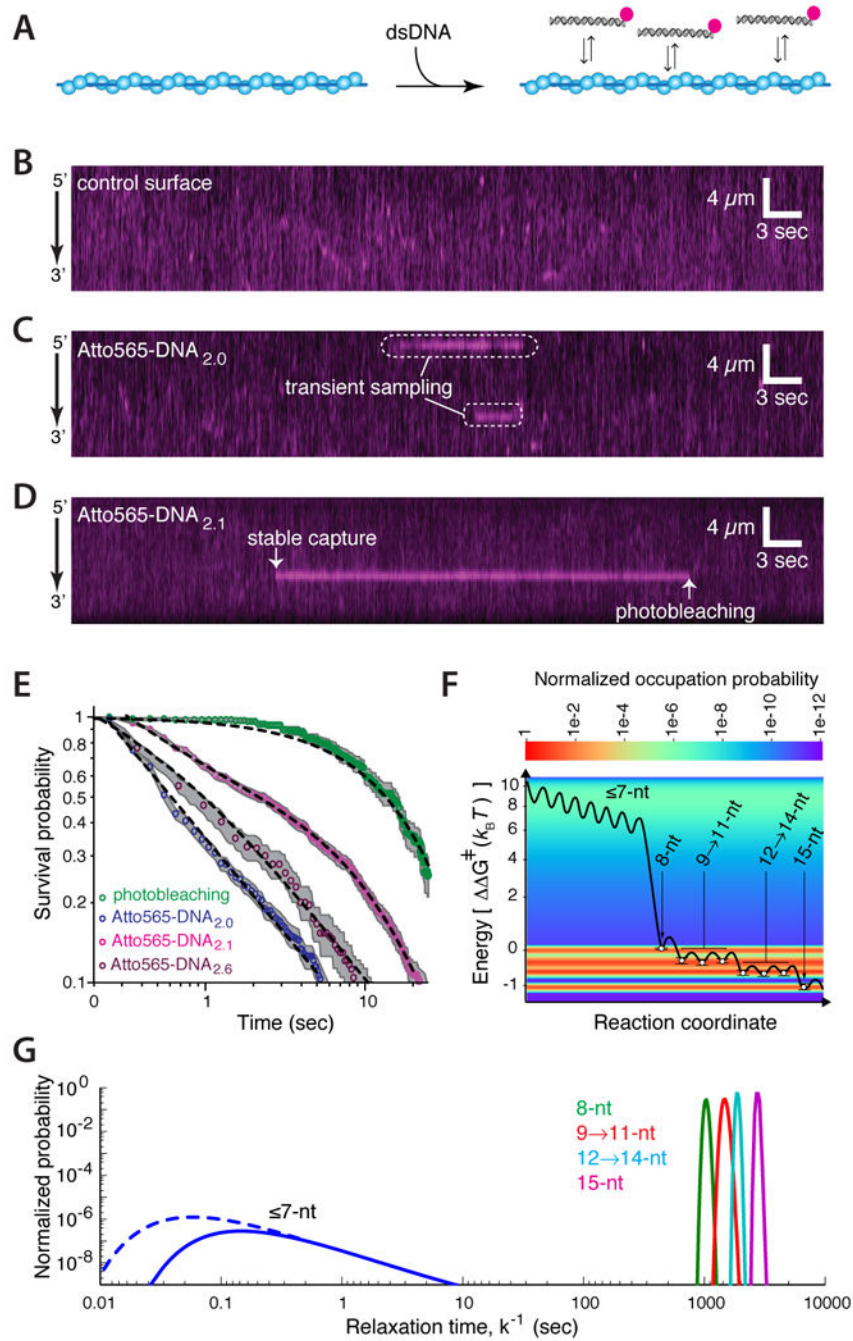 A
dsDNA
B
5'
control surface
3'
4 µm
3 sec
C
5'
Atto565-DNA2.0
transient sampling
3'
4 µm
3 sec
D
5'
Atto565-DNA2.1
stable capture
3'
photobleaching
4 µm
3 sec
E
Survival probability
1
0.8
0.6
0.5
0.4
0.3
0.2
0.1
photobleaching
Atto565-DNA2.0
Atto565-DNA2.1
Atto565-DNA2.6
0
1
10
Time (sec)
F
Normalized occupation probability
1
1e-2
1e-4
1e-6
1e-8
1e-10
1e-12
Energy [ ΔΔG‡(kBT) ]
10
8
6
4
2
0
-1
≤7-nt
8-nt
9→11-nt
12→14-nt
15-nt
Reaction coordinate
G
Normalized probability
10^0
10^-2
10^-4
10^-6
10^-8
≤7-nt
8-nt
9→11-nt
12→14-nt
15-nt
0.01
0.1
1
10
100
1000
10000
Relaxation time, k^-1 (sec)